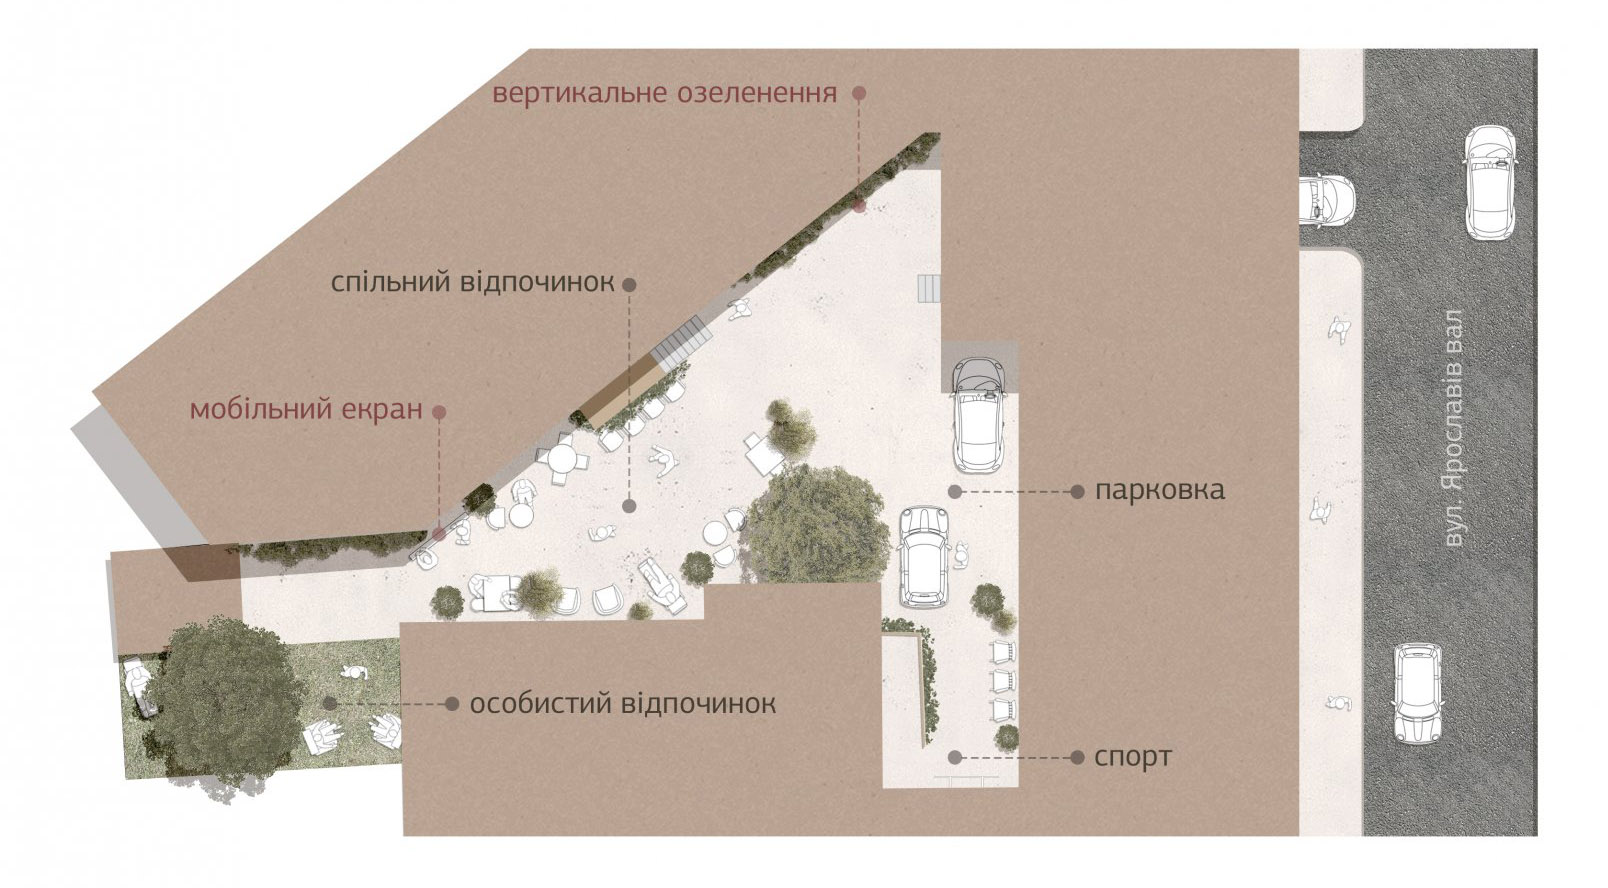 вертикальне озеленення
спільний відпочинок
мобільний екран
парковка
особистий відпочинок
спорт
вул. Ярославів вал